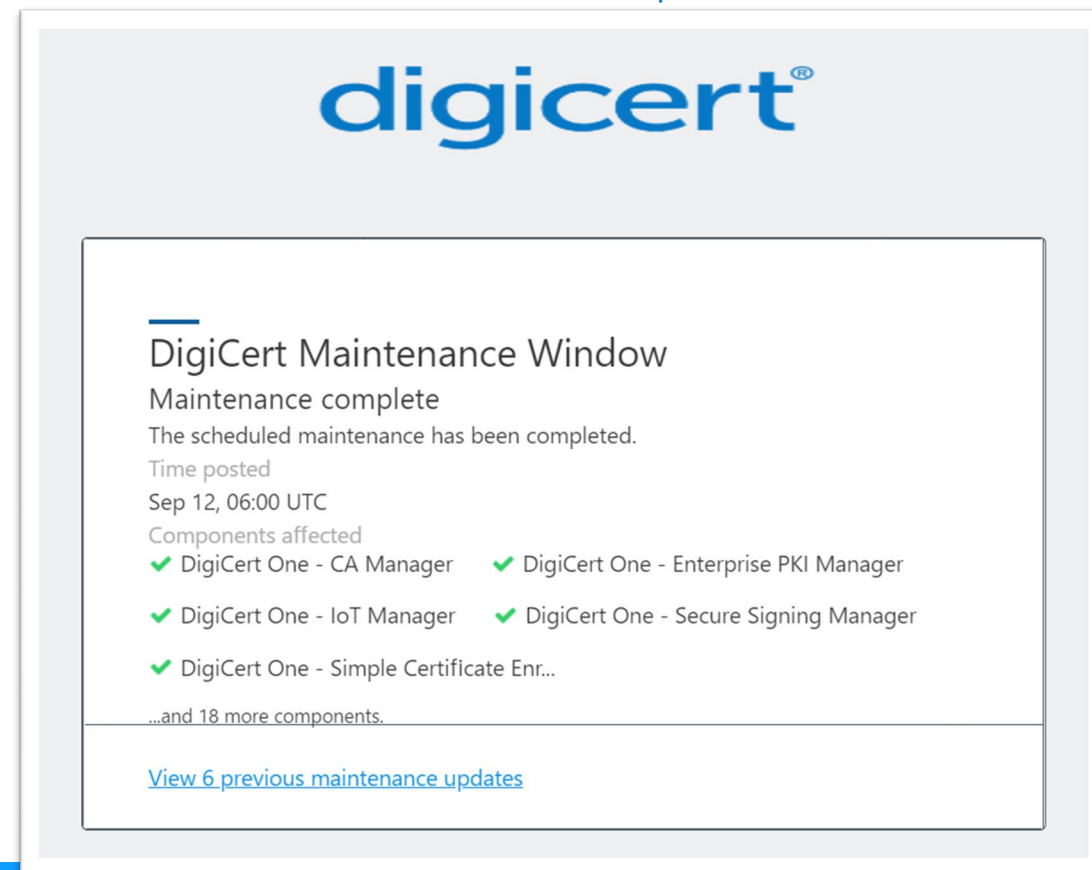 digicert®
DigiCert Maintenance Window
Maintenance complete
The scheduled maintenance has been completed.
Time posted
Sep 12, 06:00 UTC
Components affected
DigiCert One - CA Manager DigiCert One - Enterprise PKI Manager
DigiCert One - IoT Manager DigiCert One - Secure Signing Manager
DigiCert One - Simple Certificate Enr...
...and 18 more components.
View 6 previous maintenance updates